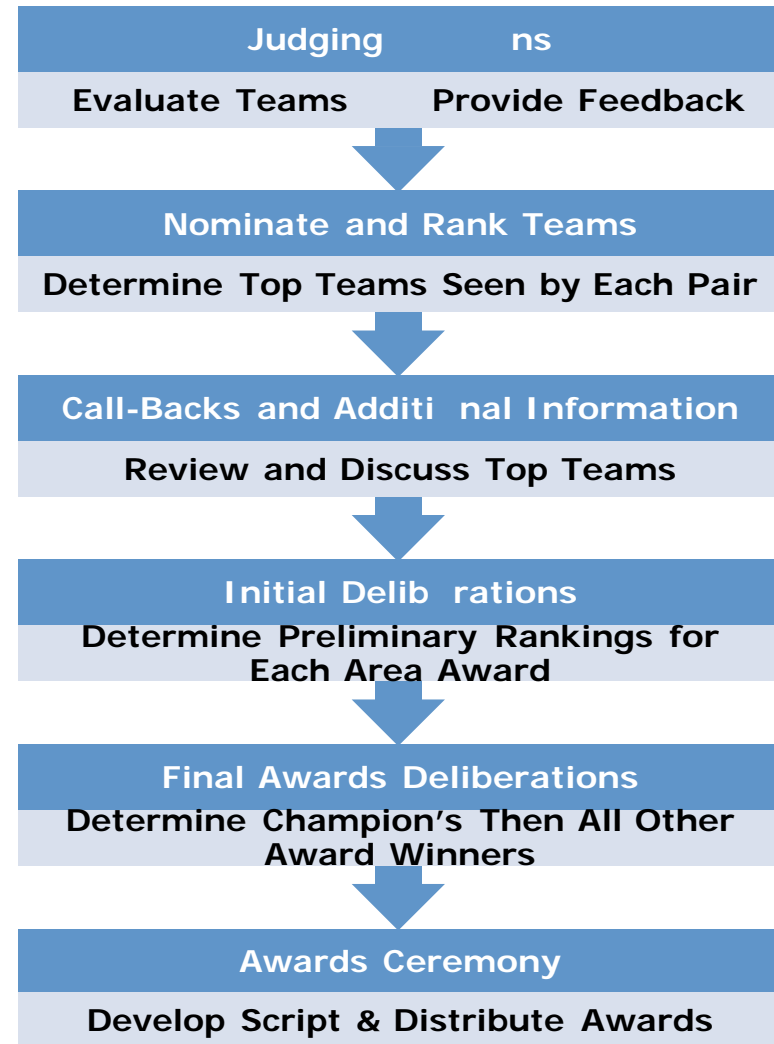 Judging ns
Evaluate Teams Provide Feedback
Nominate and Rank Teams
Determine Top Teams Seen by Each Pair
Call-Backs and Additi nal Information
Review and Discuss Top Teams
Initial Delib rations
Determine Preliminary Rankings for
Each Area Award
Final Awards Deliberations
Determine Champion’s Then All Other
Award Winners
Awards Ceremony
Develop Script & Distribute Awards